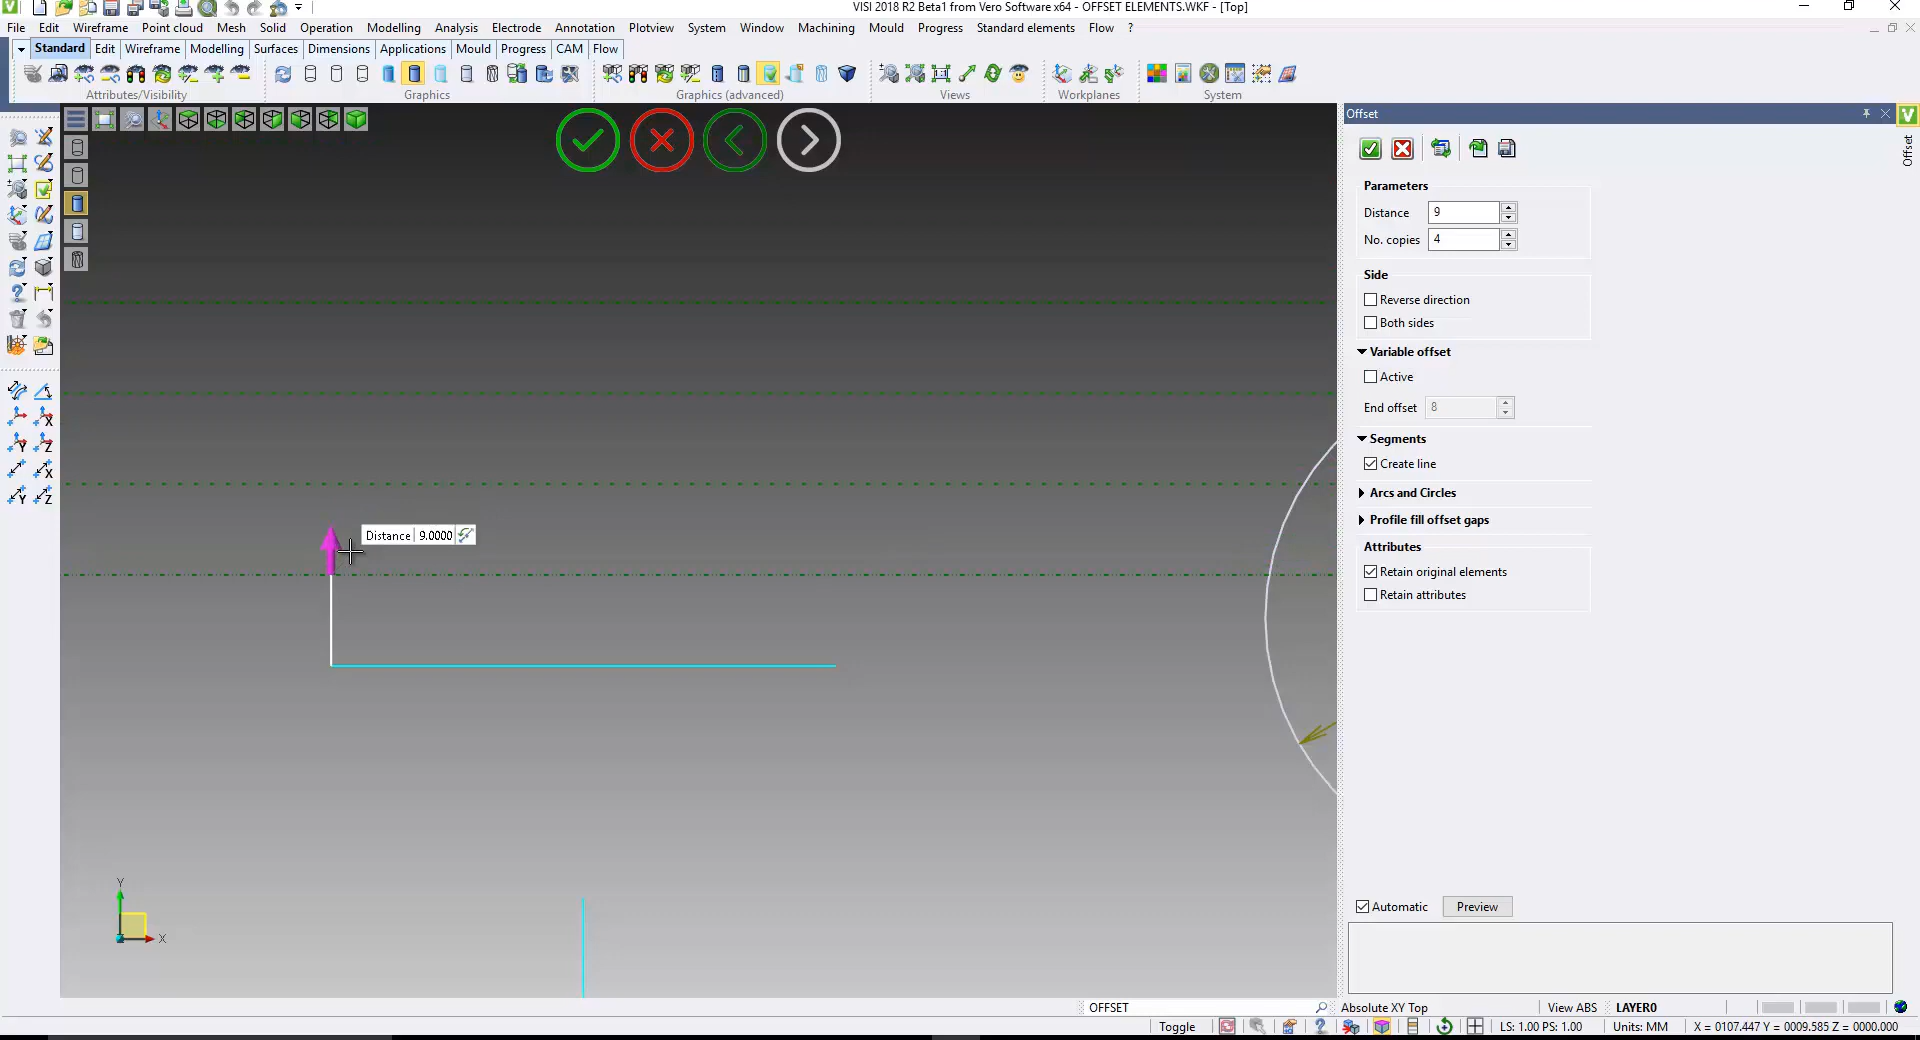 VISI 2018 R2 Beta1 from Vero Software x64 - OFFSET ELEMENTS.WKF - [Top]
File Edit Wireframe Point cloud Mesh Solid Operation Modelling Analysis Electrode Annotation Plotview System Window Machining Mould Progress Standard elements Flow ?
Standard Edit Wireframe Modelling Surfaces Dimensions Applications Mould Progress CAM Flow
Attributes/Visibility Graphics Graphics (advanced) Views Workplanes System
Offset
Offset
Parameters
Distance 9
No. copies 4
Side
Reverse direction
Both sides
Variable offset
Active
End offset 8
Segments
Create line
Arcs and Circles
Profile fill offset gaps
Attributes
Retain original elements
Retain attributes
Distance 9.0000
X
Y
Z
X
Y
Z
Y
X
Automatic Preview
OFFSET Absolute XY Top View ABS LAYER0
Toggle LS: 1.00 PS: 1.00 Units: MM X = 0107.447 Y = 0009.585 Z = 0000.000